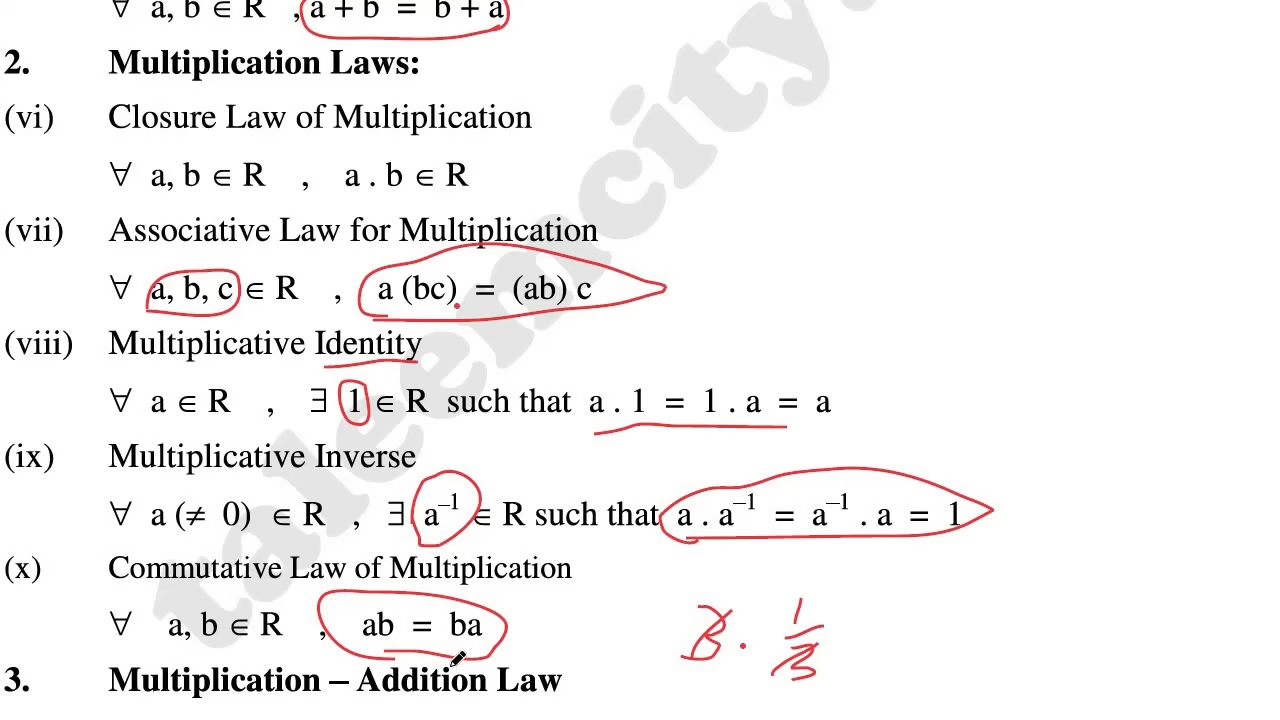 ∀ a, b ∈ R , a + b = b + a
2. Multiplication Laws:
(vi) Closure Law of Multiplication
∀ a, b ∈ R , a . b ∈ R
(vii) Associative Law for Multiplication
∀ a, b, c ∈ R , a (bc) = (ab) c
(viii) Multiplicative Identity
∀ a ∈ R , ∃ 1 ∈ R such that a . 1 = 1 . a = a
(ix) Multiplicative Inverse
∀ a (≠ 0) ∈ R , ∃ a⁻¹ ∈ R such that a . a⁻¹ = a⁻¹ . a = 1
(x) Commutative Law of Multiplication
∀ a, b ∈ R , ab = ba
3 · 1/3
3. Multiplication – Addition Law
taleemcity.